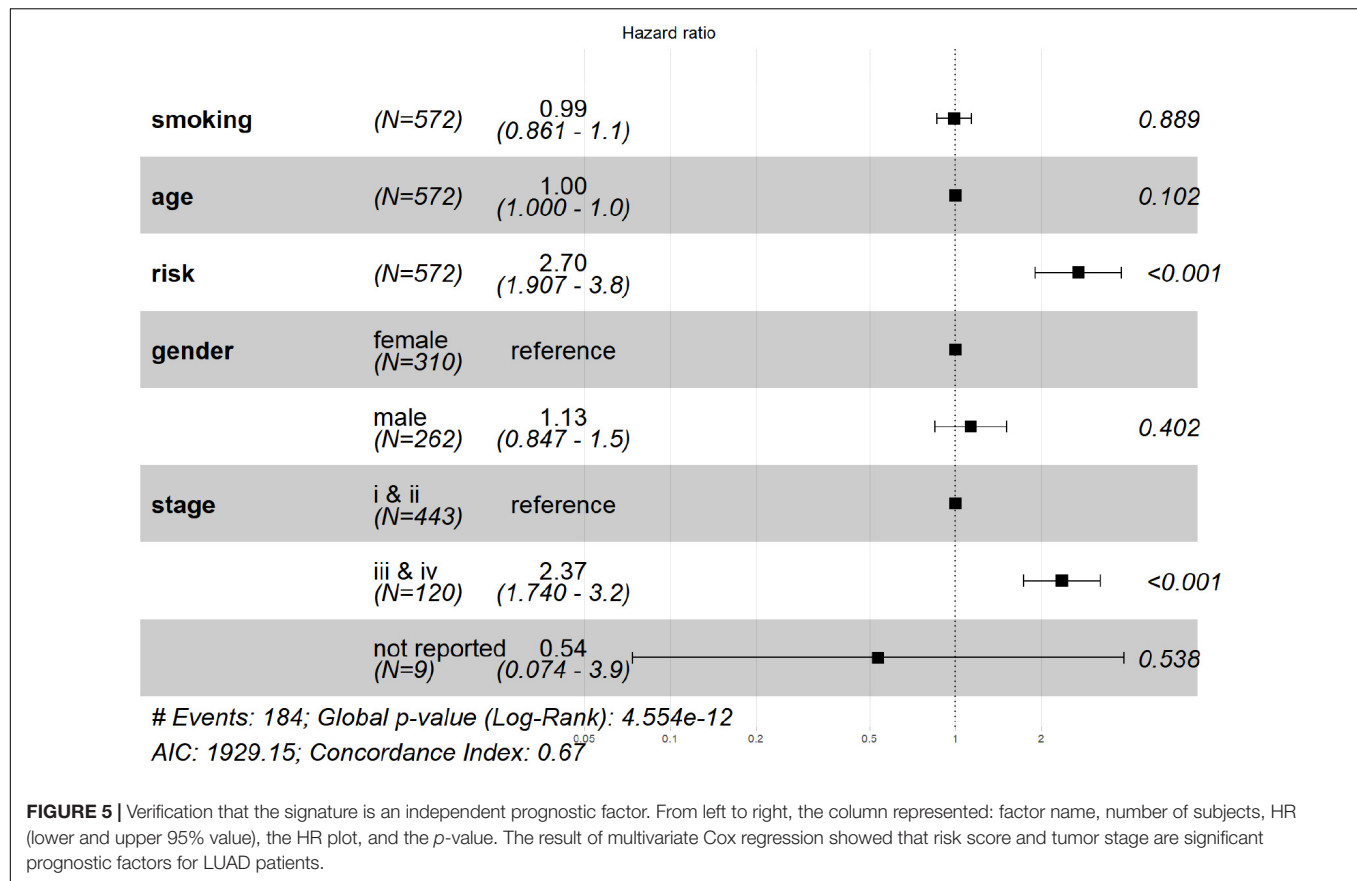 Hazard ratio
smoking (N=572) 0.99 0.889
(0.861 - 1.1)
age (N=572) 1.00 0.102
(1.000 - 1.0)
risk (N=572) 2.70 <0.001
(1.907 - 3.8)
gender female reference
(N=310)
male 1.13 0.402
(N=262) (0.847 - 1.5)
stage i & ii reference
(N=443)
iii & iv 2.37 <0.001
(N=120) (1.740 - 3.2)
not reported 0.54 0.538
(N=9) (0.074 - 3.9)
# Events: 184; Global p-value (Log-Rank): 4.554e-12
AIC: 1929.15; Concordance Index: 0.67
0.05 0.1 0.2 0.5 1 2
FIGURE 5 | Verification that the signature is an independent prognostic factor. From left to right, the column represented: factor name, number of subjects, HR
(lower and upper 95% value), the HR plot, and the p-value. The result of multivariate Cox regression showed that risk score and tumor stage are significant
prognostic factors for LUAD patients.